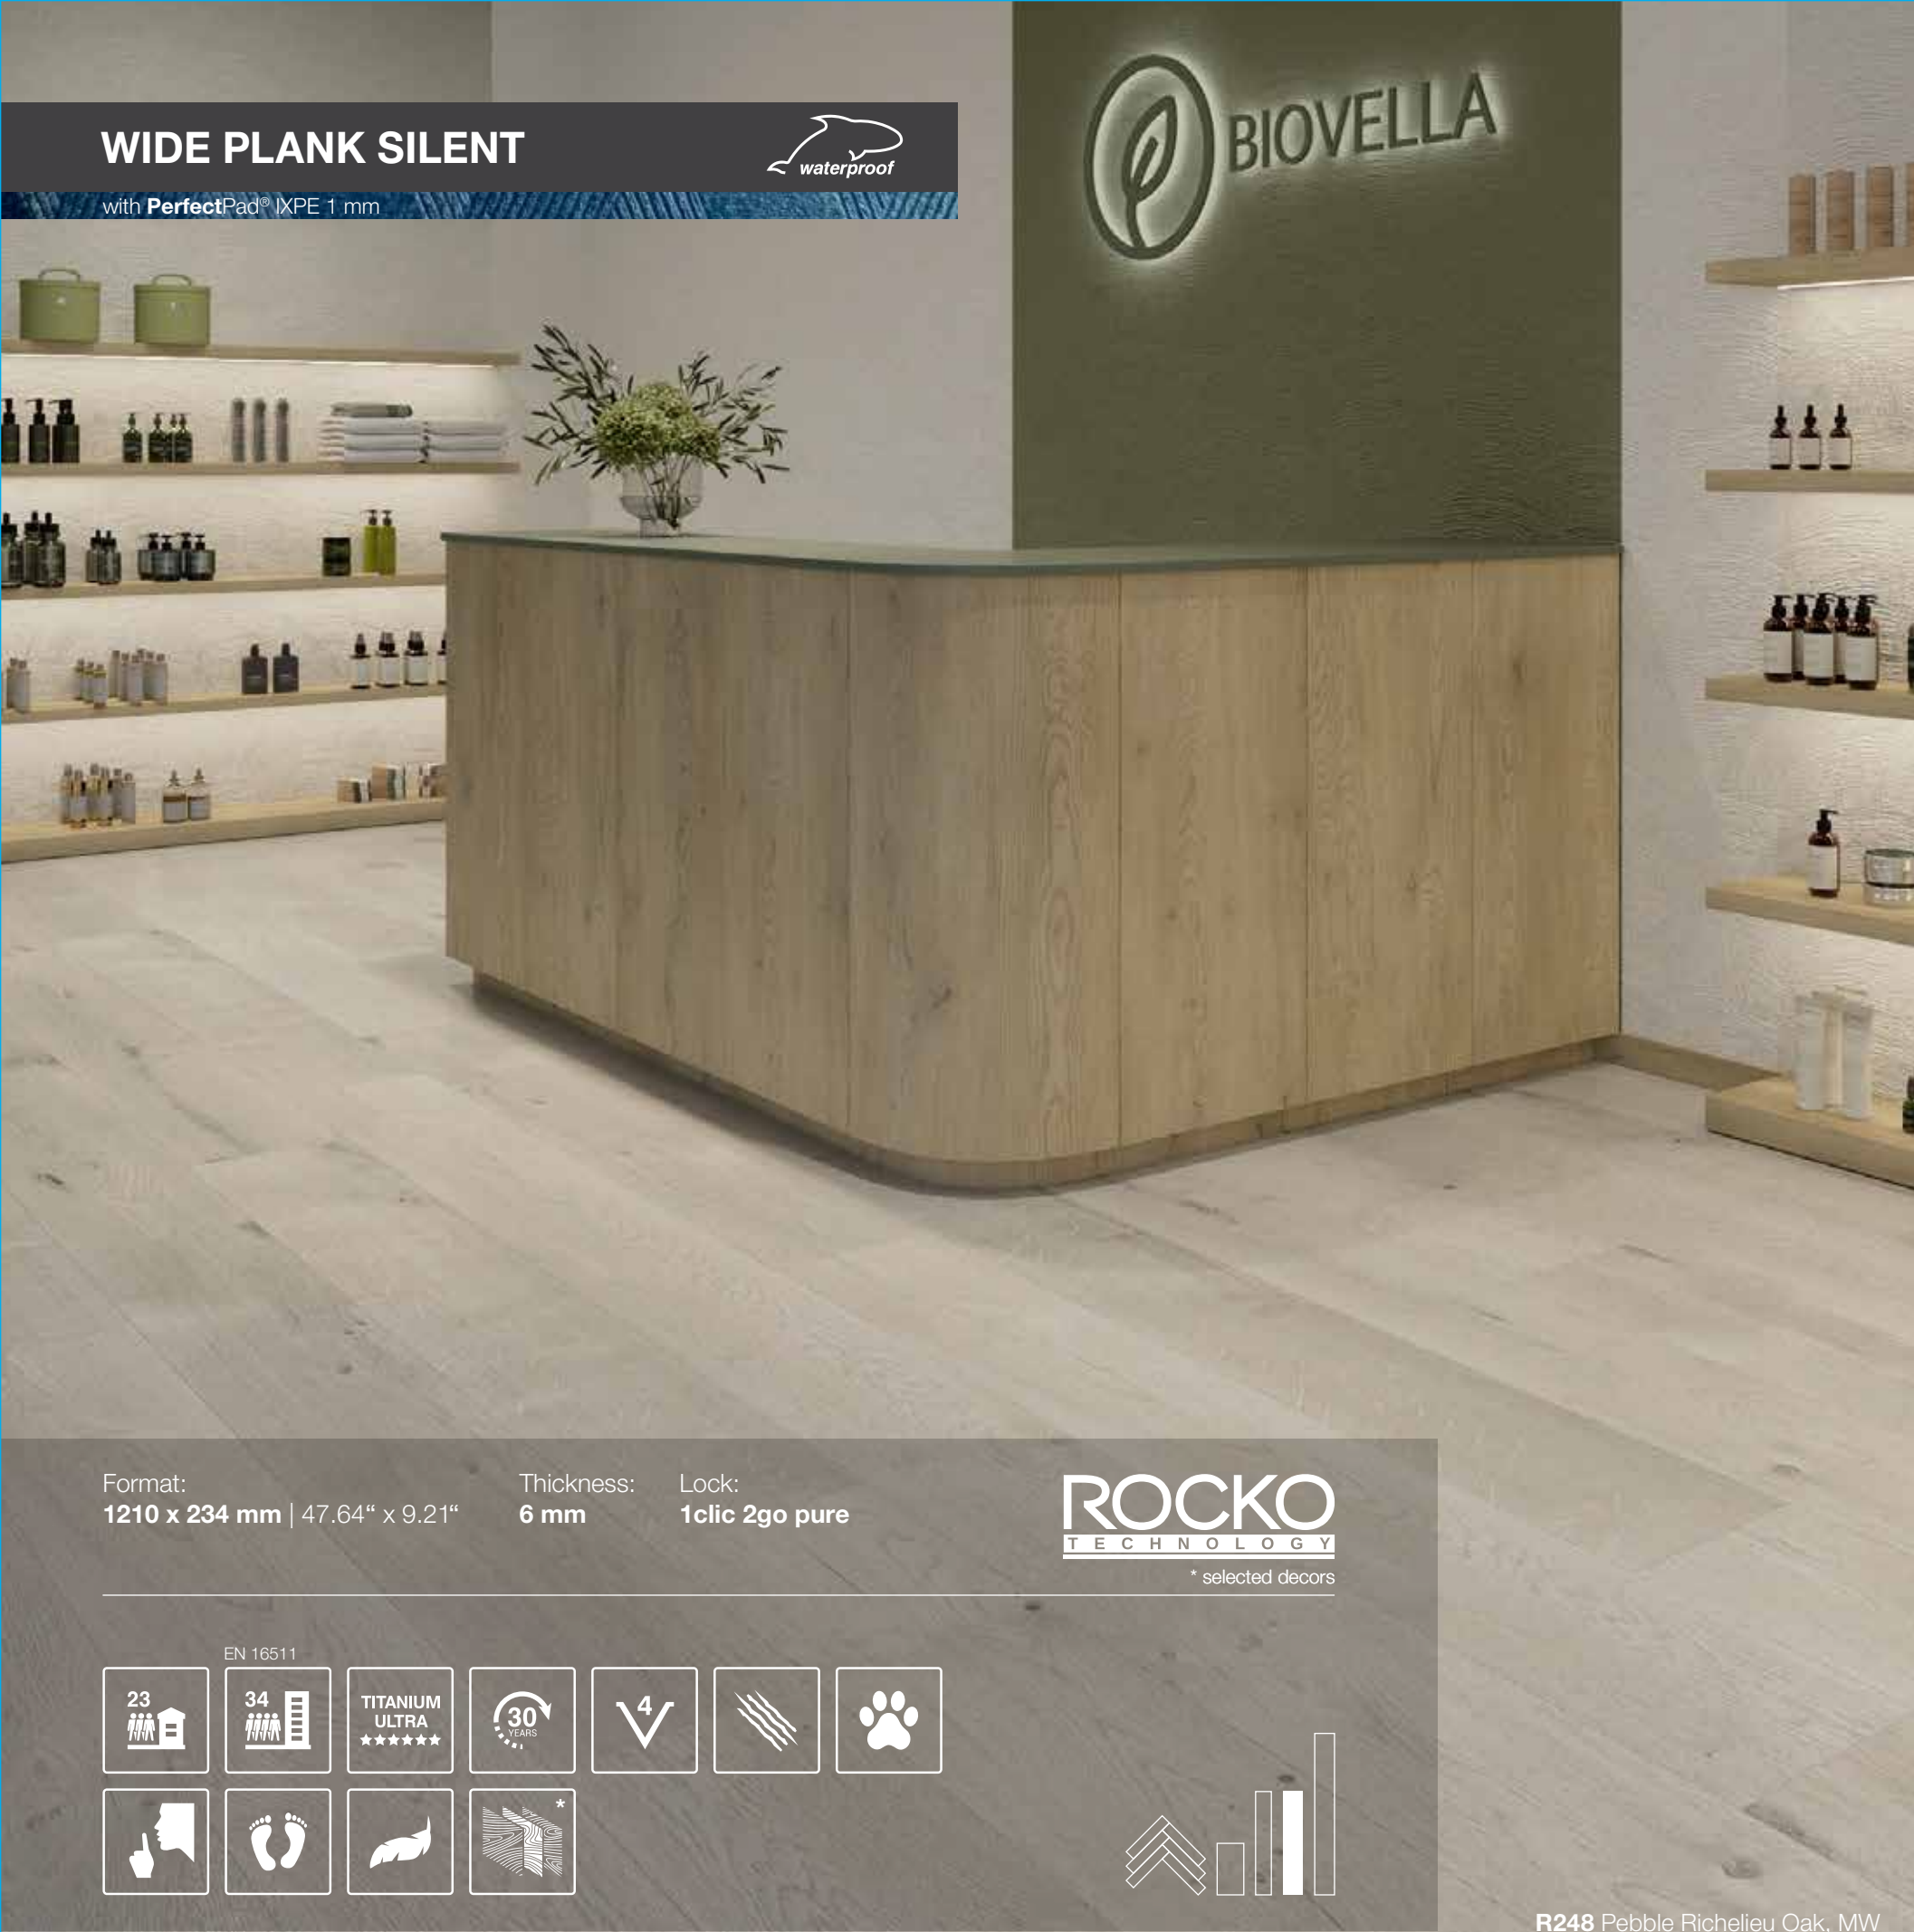 BIOVELLA
WIDE PLANK SILENT
waterproof
with PerfectPad® IXPE 1 mm
Format:
1210 x 234 mm | 47.64“ x 9.21“
Thickness:
6 mm
Lock:
1clic 2go pure
ROCKO
TECHNOLOGY
* selected decors
EN 16511
23
34
TITANIUM
ULTRA
★★★★★★
30
YEARS
4
*
R248 Pebble Richelieu Oak, MW